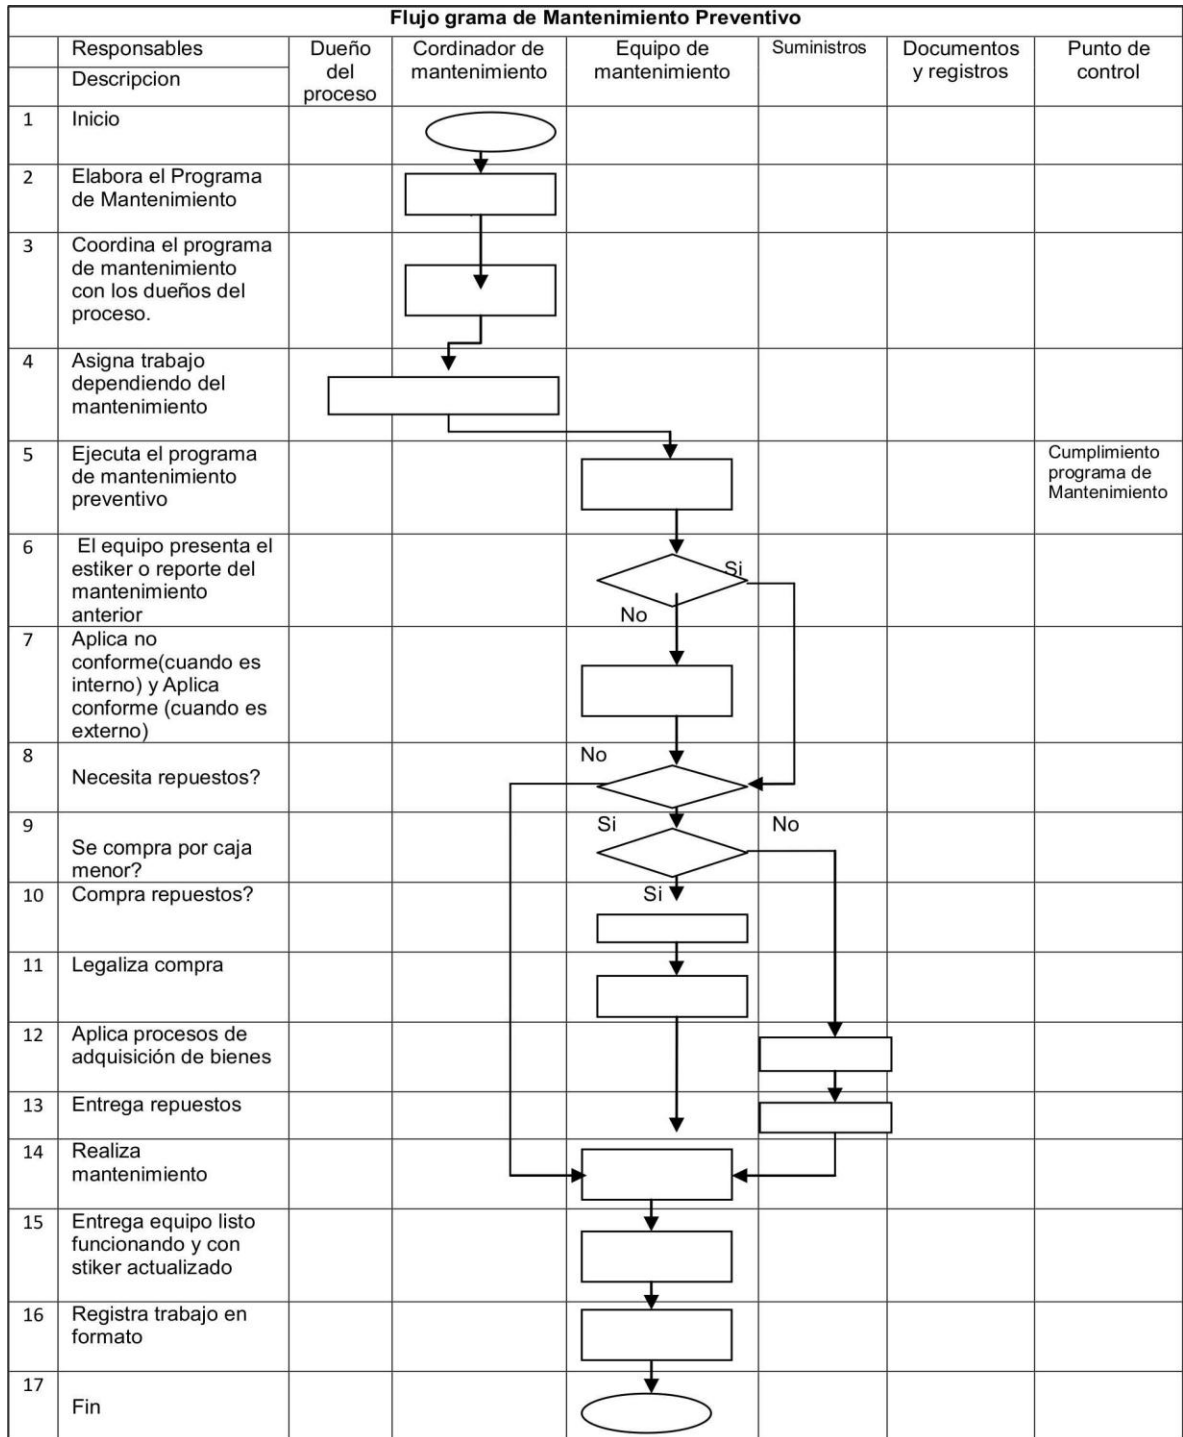 Flujo grama de Mantenimiento Preventivo
Responsables
Descripcion
Dueño
del
proceso
Cordinador de
mantenimiento
Equipo de
mantenimiento
Suministros
Documentos
y registros
Punto de
control
1
Inicio
2
Elabora el Programa
de Mantenimiento
3
Coordina el programa
de mantenimiento
con los dueños del
proceso.
4
Asigna trabajo
dependiendo del
mantenimiento
5
Ejecuta el programa
de mantenimiento
preventivo
Cumplimiento
programa de
Mantenimiento
6
El equipo presenta el
estiker o reporte del
mantenimiento
anterior
Si
No
7
Aplica no
conforme(cuando es
interno) y Aplica
conforme (cuando es
externo)
8
Necesita repuestos?
No
9
Se compra por caja
menor?
Si
No
10
Compra repuestos?
Si
11
Legaliza compra
12
Aplica procesos de
adquisición de bienes
13
Entrega repuestos
14
Realiza
mantenimiento
15
Entrega equipo listo
funcionando y con
stiker actualizado
16
Registra trabajo en
formato
17
Fin